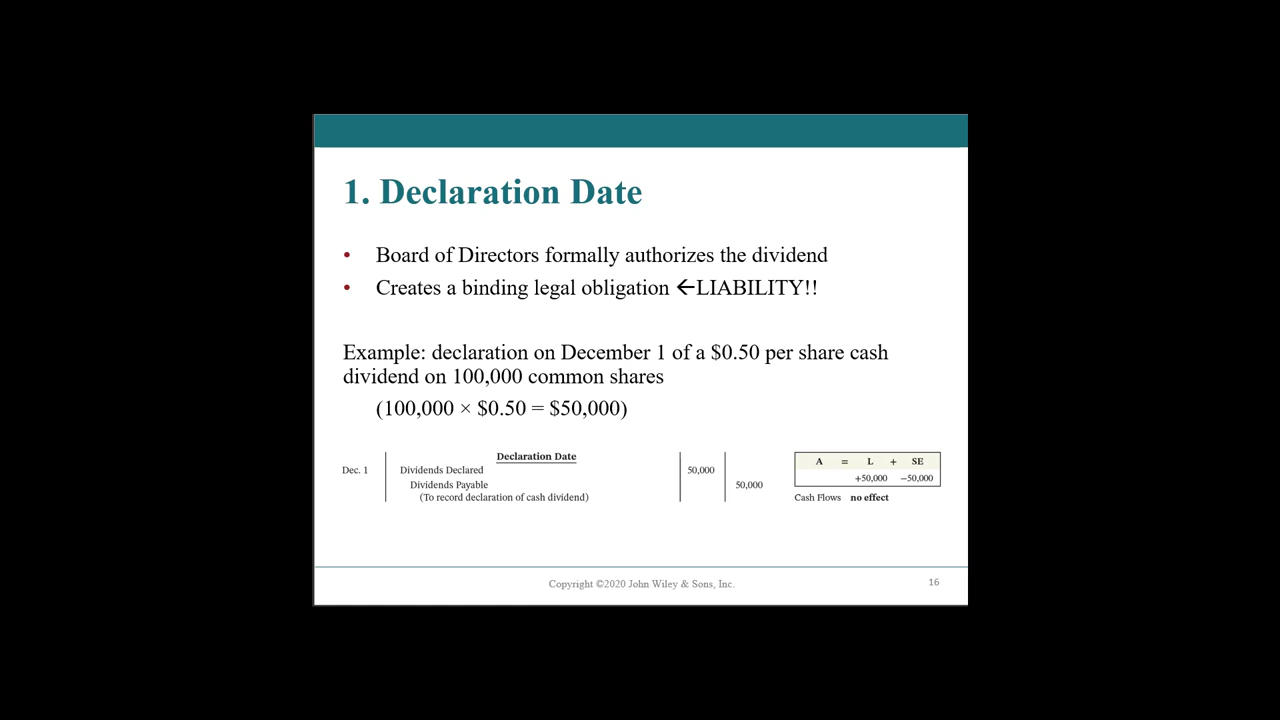 1. Declaration Date
• Board of Directors formally authorizes the dividend
• Creates a binding legal obligation ←LIABILITY!!
Example: declaration on December 1 of a $0.50 per share cash
dividend on 100,000 common shares
(100,000 × $0.50 = $50,000)
Declaration Date
Dec. 1 Dividends Declared 50,000
Dividends Payable 50,000
(To record declaration of cash dividend)
A = L + SE
+50,000 −50,000
Cash Flows no effect
Copyright ©2020 John Wiley & Sons, Inc.
16